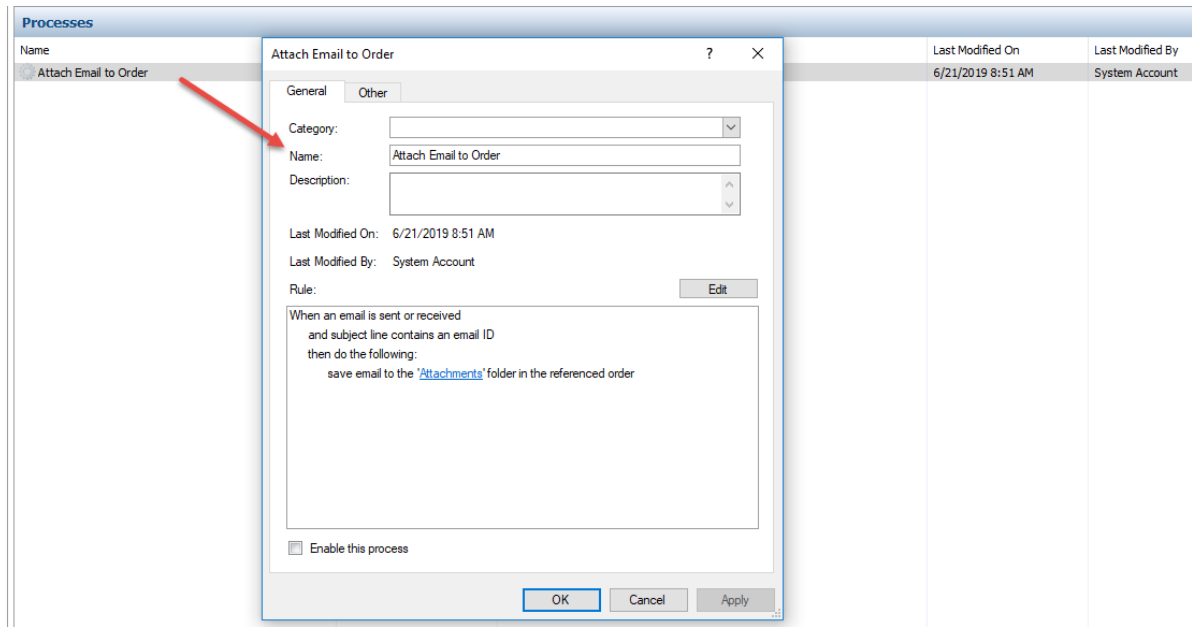 Processes
Name
Last Modified On
Last Modified By
Attach Email to Order
6/21/2019 8:51 AM
System Account
Attach Email to Order
?
General
Other
Category:
Name:
Attach Email to Order
Description:
Last Modified On: 6/21/2019 8:51 AM
Last Modified By: System Account
Rule:
Edit
When an email is sent or received
and subject line contains an email ID
then do the following:
save email to the 'Attachments' folder in the referenced order
Enable this process
OK
Cancel
Apply